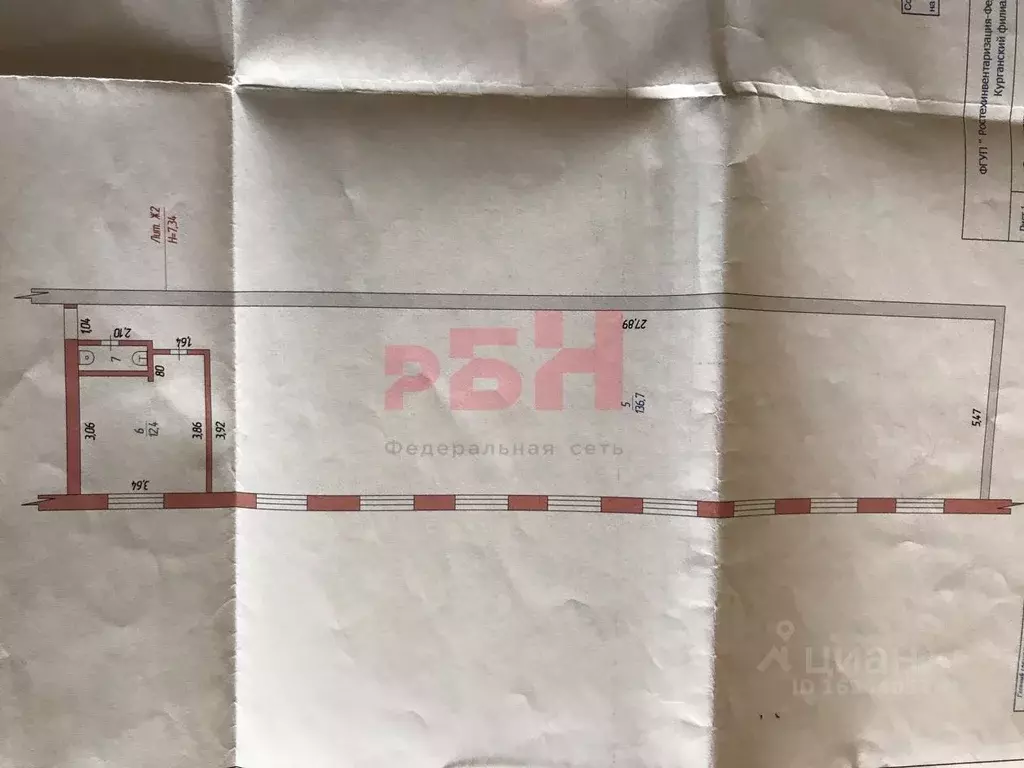 ФГУП " Ростехинвентаризация-Фе
Курганский филиа
Лит. Ж2
H=7,34
1,04
2,10
7
1,64
80
27,89
РБН
Федеральная сеть
5
136,7
5,47
3,06
6
12,4
3,86
3,92
3,64
циан